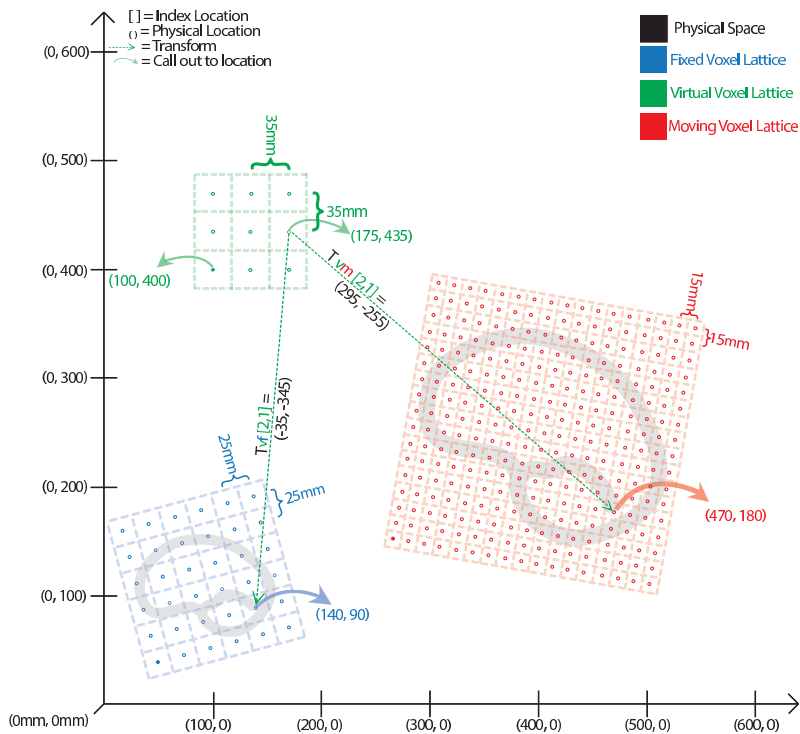 [ ] = Index Location
( ) = Physical Location
= Transform
= Call out to location
Physical Space
Fixed Voxel Lattice
Virtual Voxel Lattice
Moving Voxel Lattice
(0, 600)
(0, 500)
(0, 400)
(0, 300)
(0, 200)
(0, 100)
(0mm, 0mm)
(100, 0)
(200, 0)
(300, 0)
(400, 0)
(500, 0)
(600, 0)
35mm
35mm
(175, 435)
(100, 400)
Tvm [2,1] =
(295, -255)
Tvf [2,1] =
(-35, -345)
15mm
15mm
(470, 180)
25mm
25mm
(140, 90)